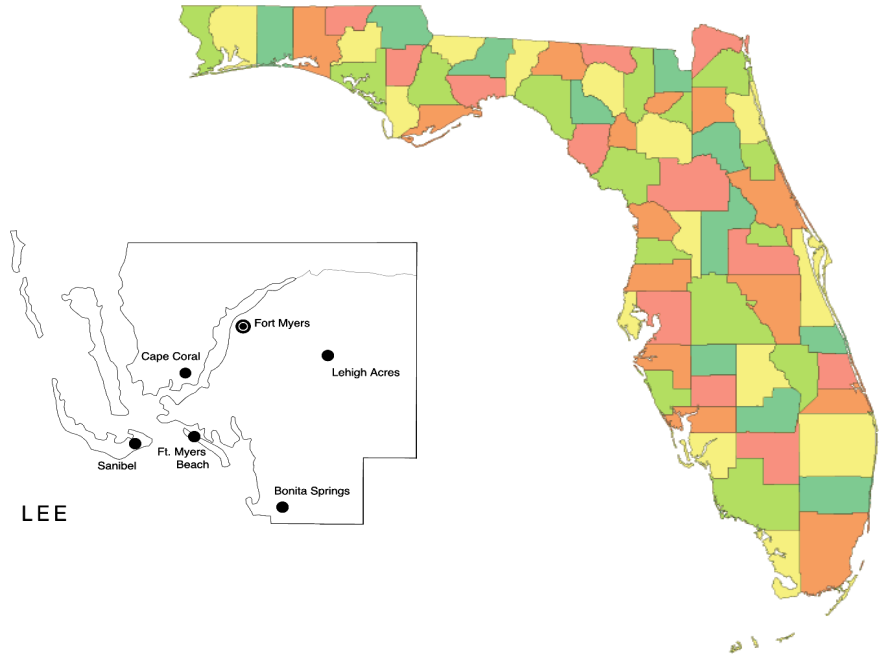 Fort Myers
Cape Coral
Lehigh Acres
Ft. Myers
Beach
Sanibel
Bonita Springs
LEE